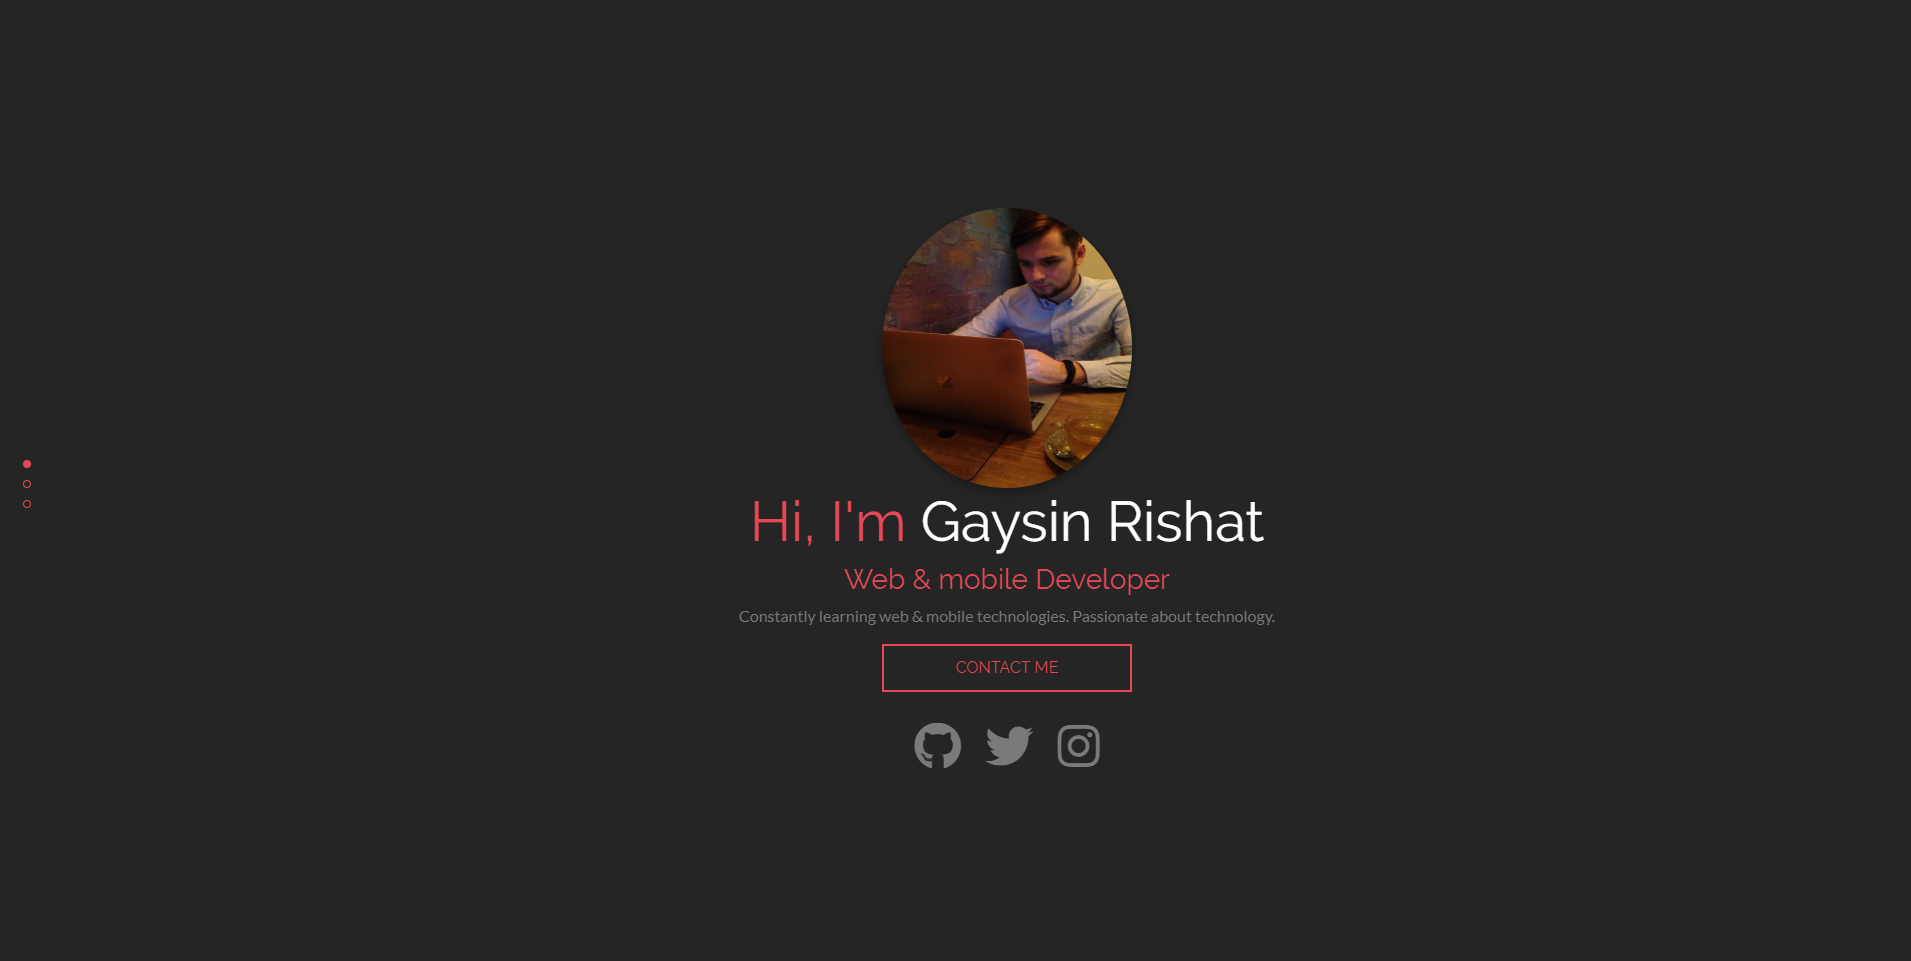 Hi, I'm Gaysin Rishat
Web & mobile Developer
Constantly learning web & mobile technologies. Passionate about technology.
CONTACT ME